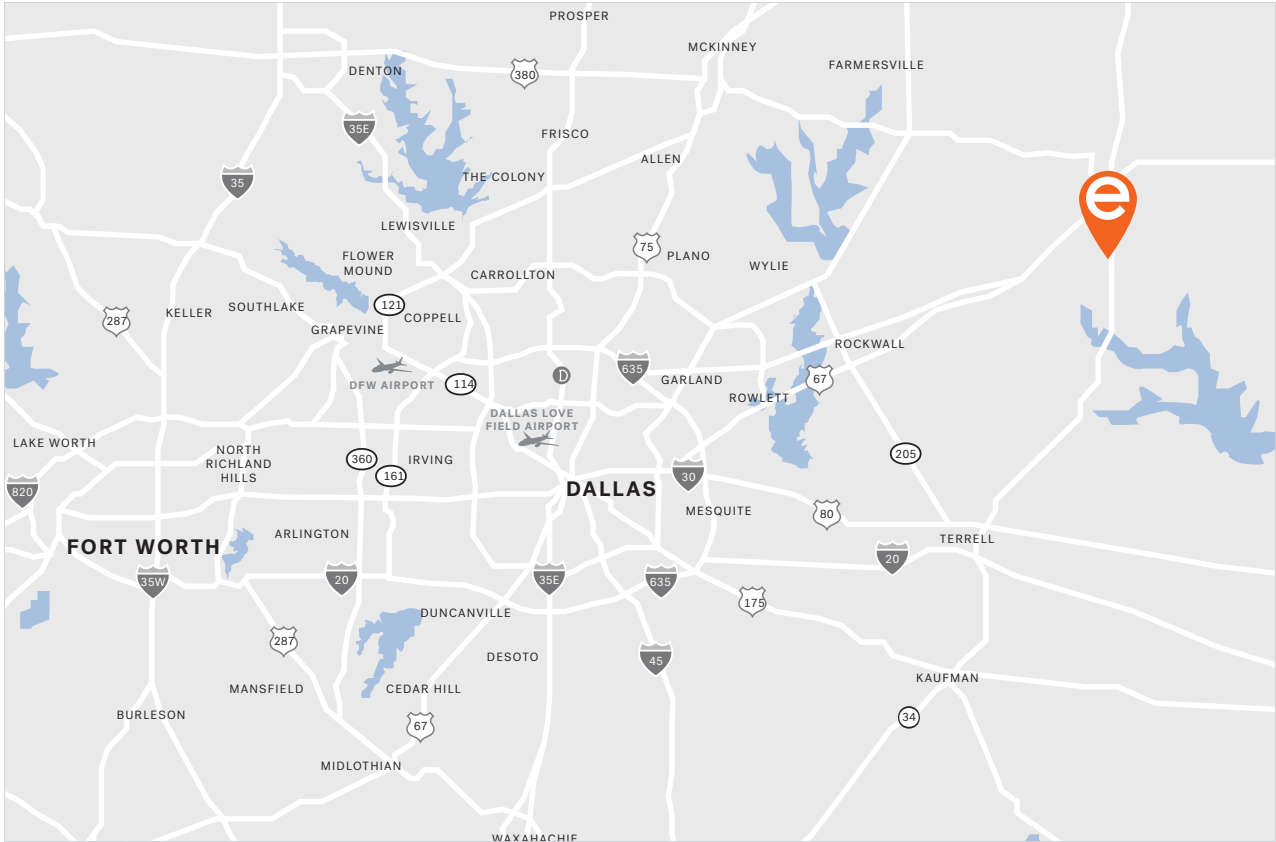 PROSPER
MCKINNEY
FARMERSVILLE
DENTON
380
35E
FRISCO
ALLEN
THE COLONY
35
e
LEWISVILLE
75
PLANO
FLOWER
MOUND
WYLIE
CARROLLTON
SOUTHLAKE
121
KELLER
COPPELL
287
GRAPEVINE
ROCKWALL
635
D
GARLAND
67
DFW AIRPORT
114
ROWLETT
DALLAS LOVE
FIELD AIRPORT
LAKE WORTH
NORTH
RICHLAND
HILLS
360
IRVING
161
205
30
820
DALLAS
MESQUITE
80
ARLINGTON
TERRELL
FORT WORTH
20
35W
20
35E
635
175
DUNCANVILLE
287
DESOTO
45
KAUFMAN
MANSFIELD
CEDAR HILL
BURLESON
34
67
MIDLOTHIAN
WAXAHACHIE